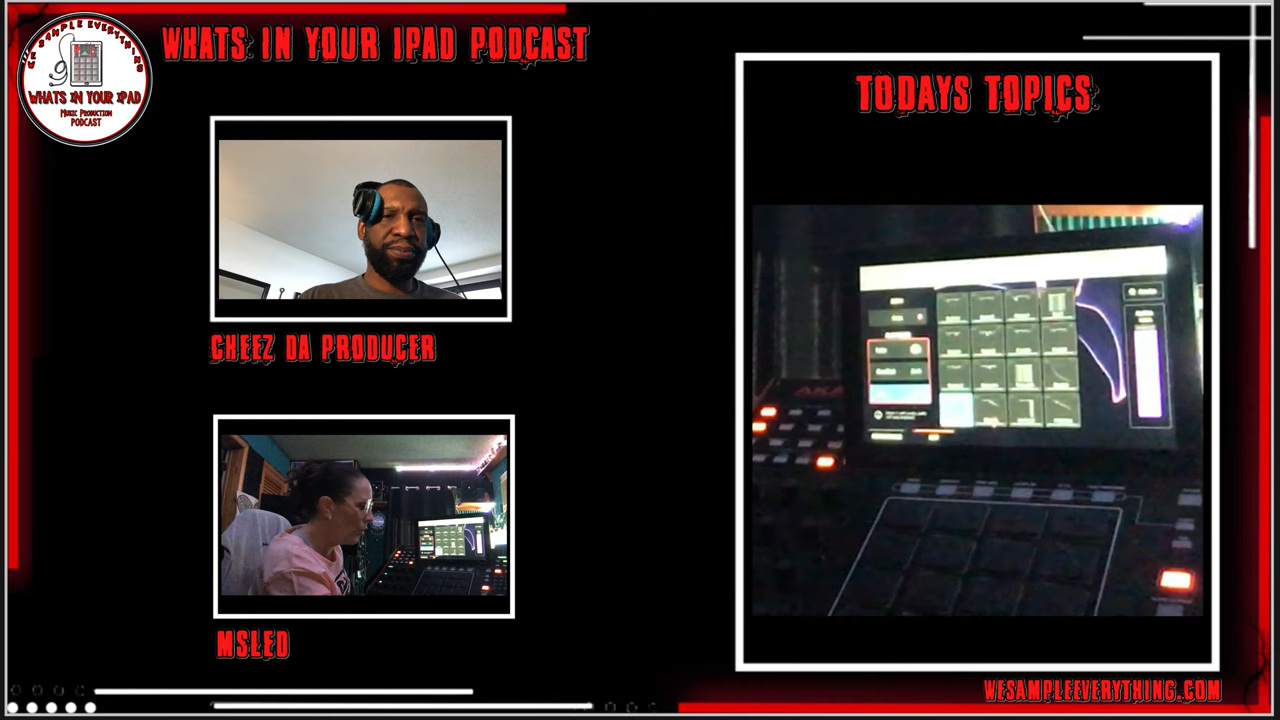 WE SAMPLE EVERYTHING
WHATS IN YOUR IPAD
MUSIC PRODUCTION
PODCAST
WHATS IN YOUR IPAD PODCAST
TODAYS TOPICS
CHEEZ DA PRODUCER
AKA
MSLED
WESAMPLEEVERYTHING.COM